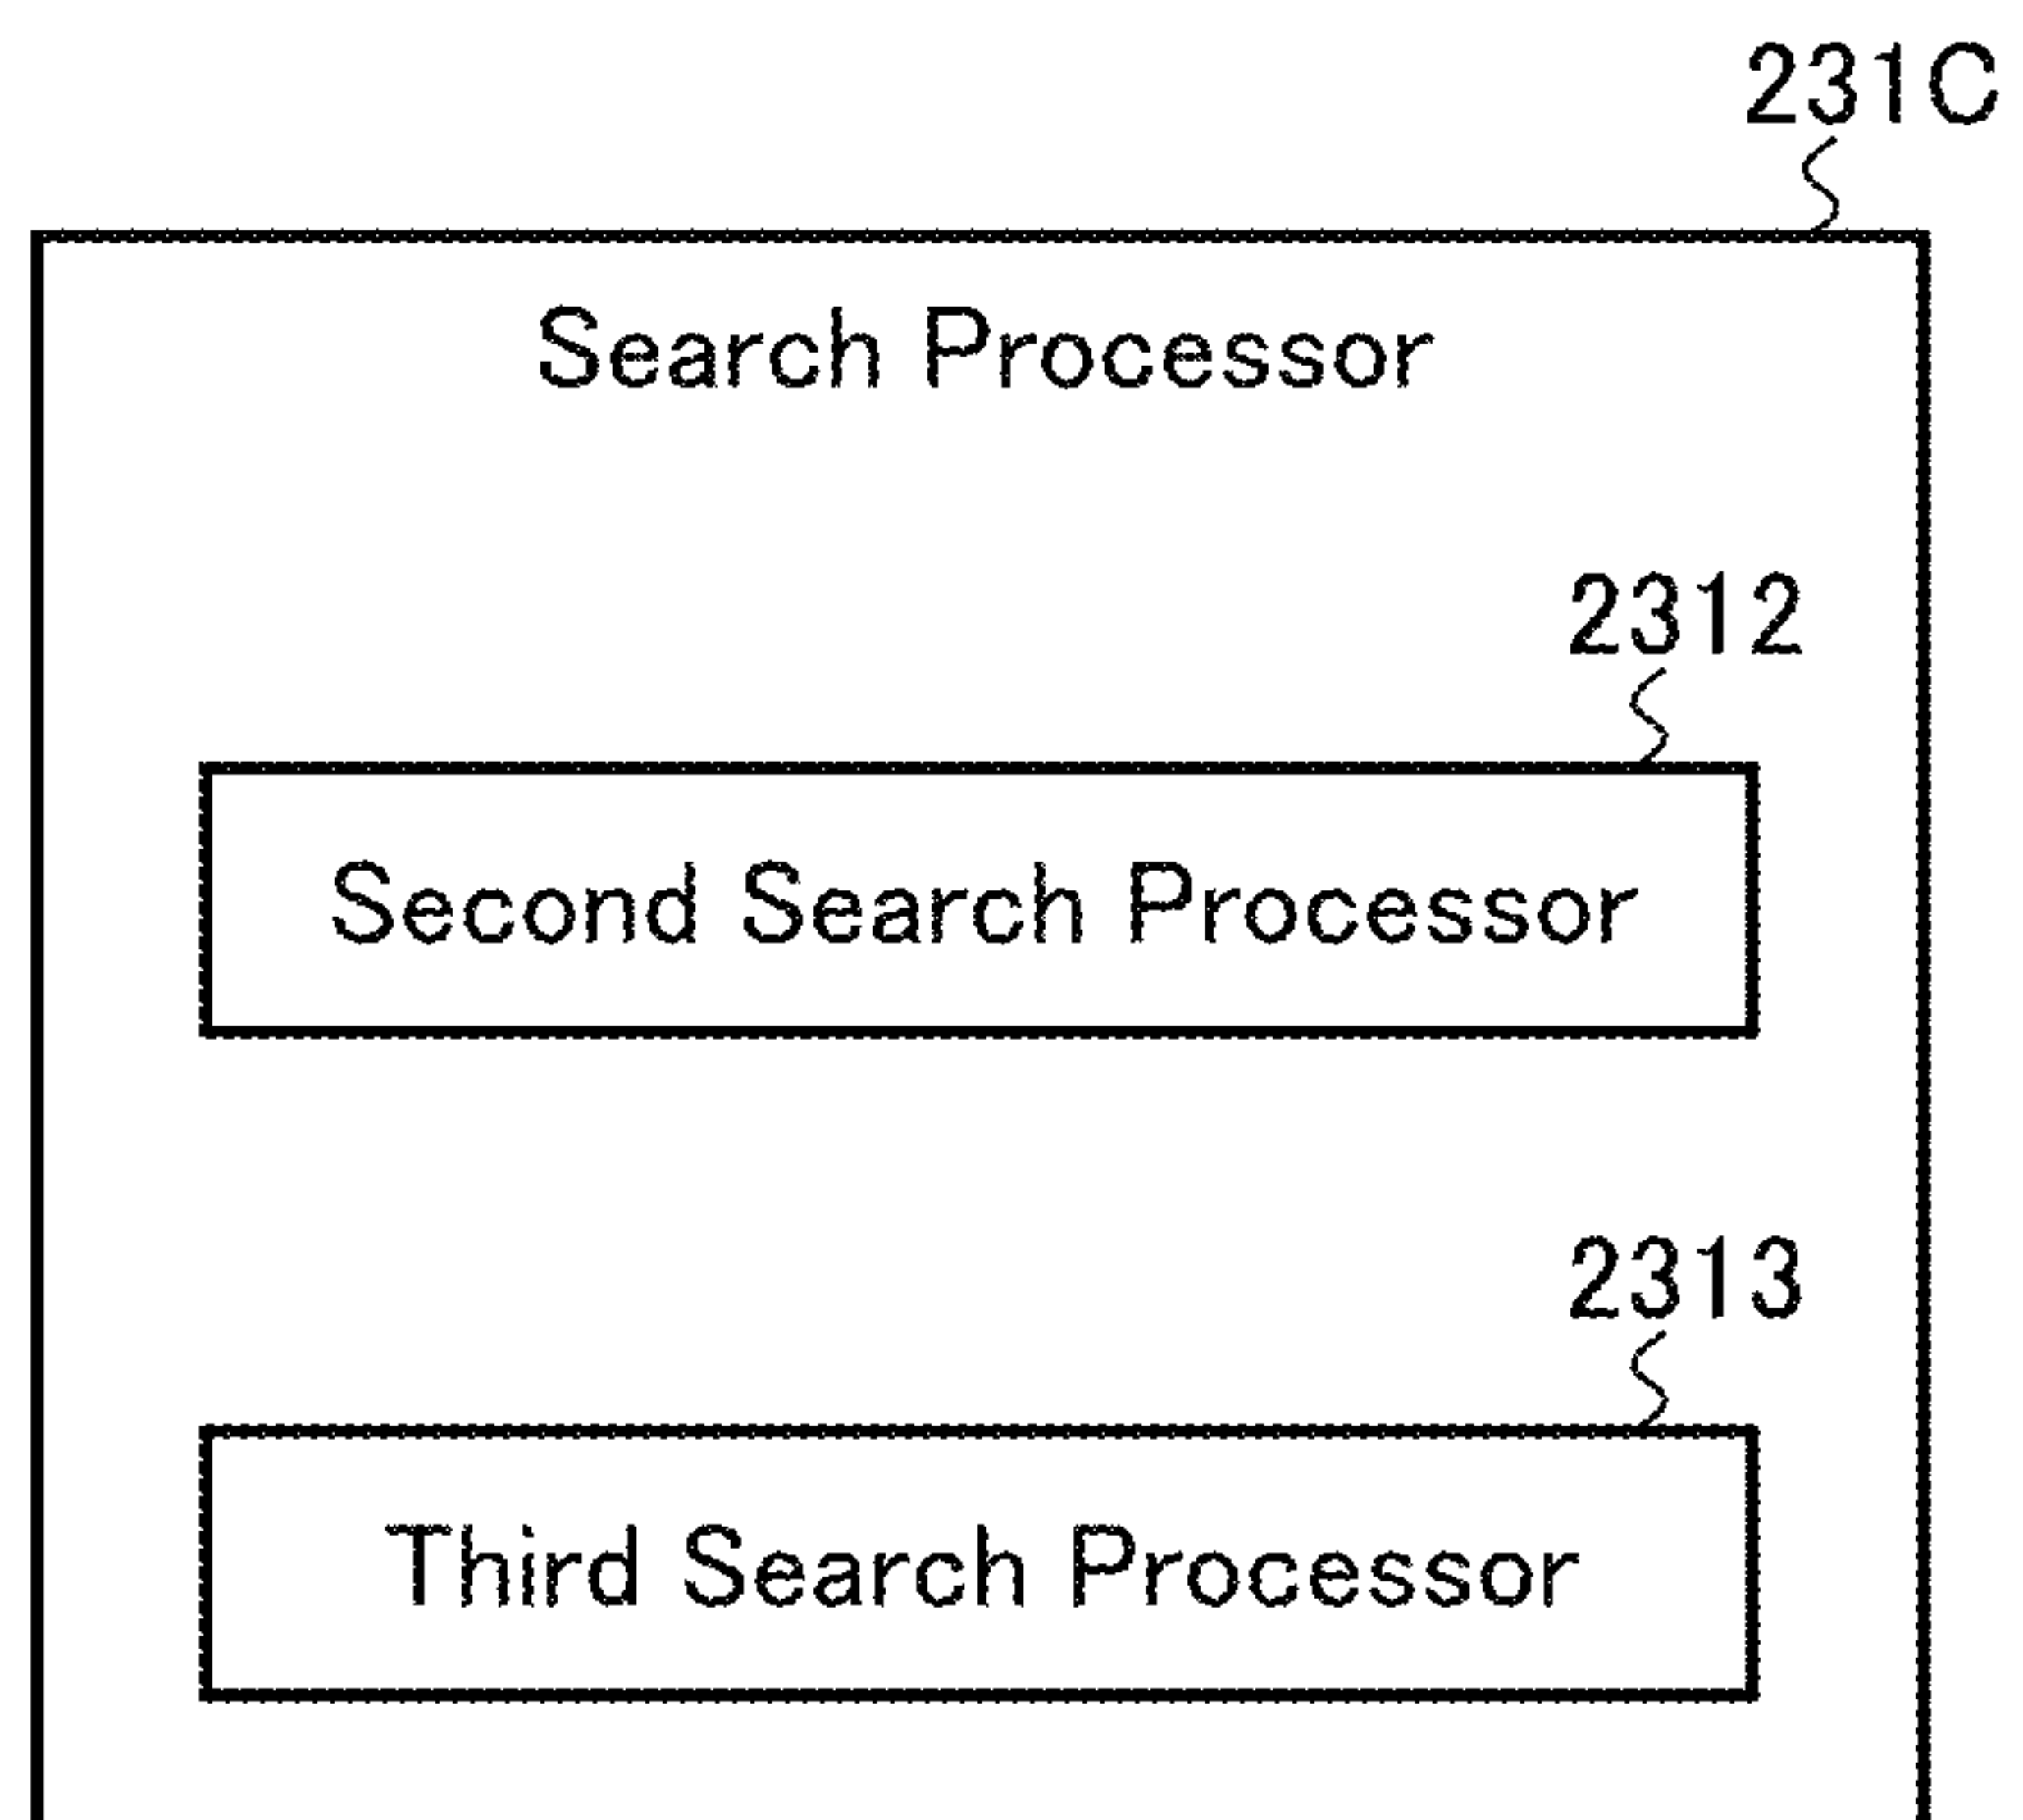 231C
Search Processor
2312
Second Search Processor
2313
Third Search Processor